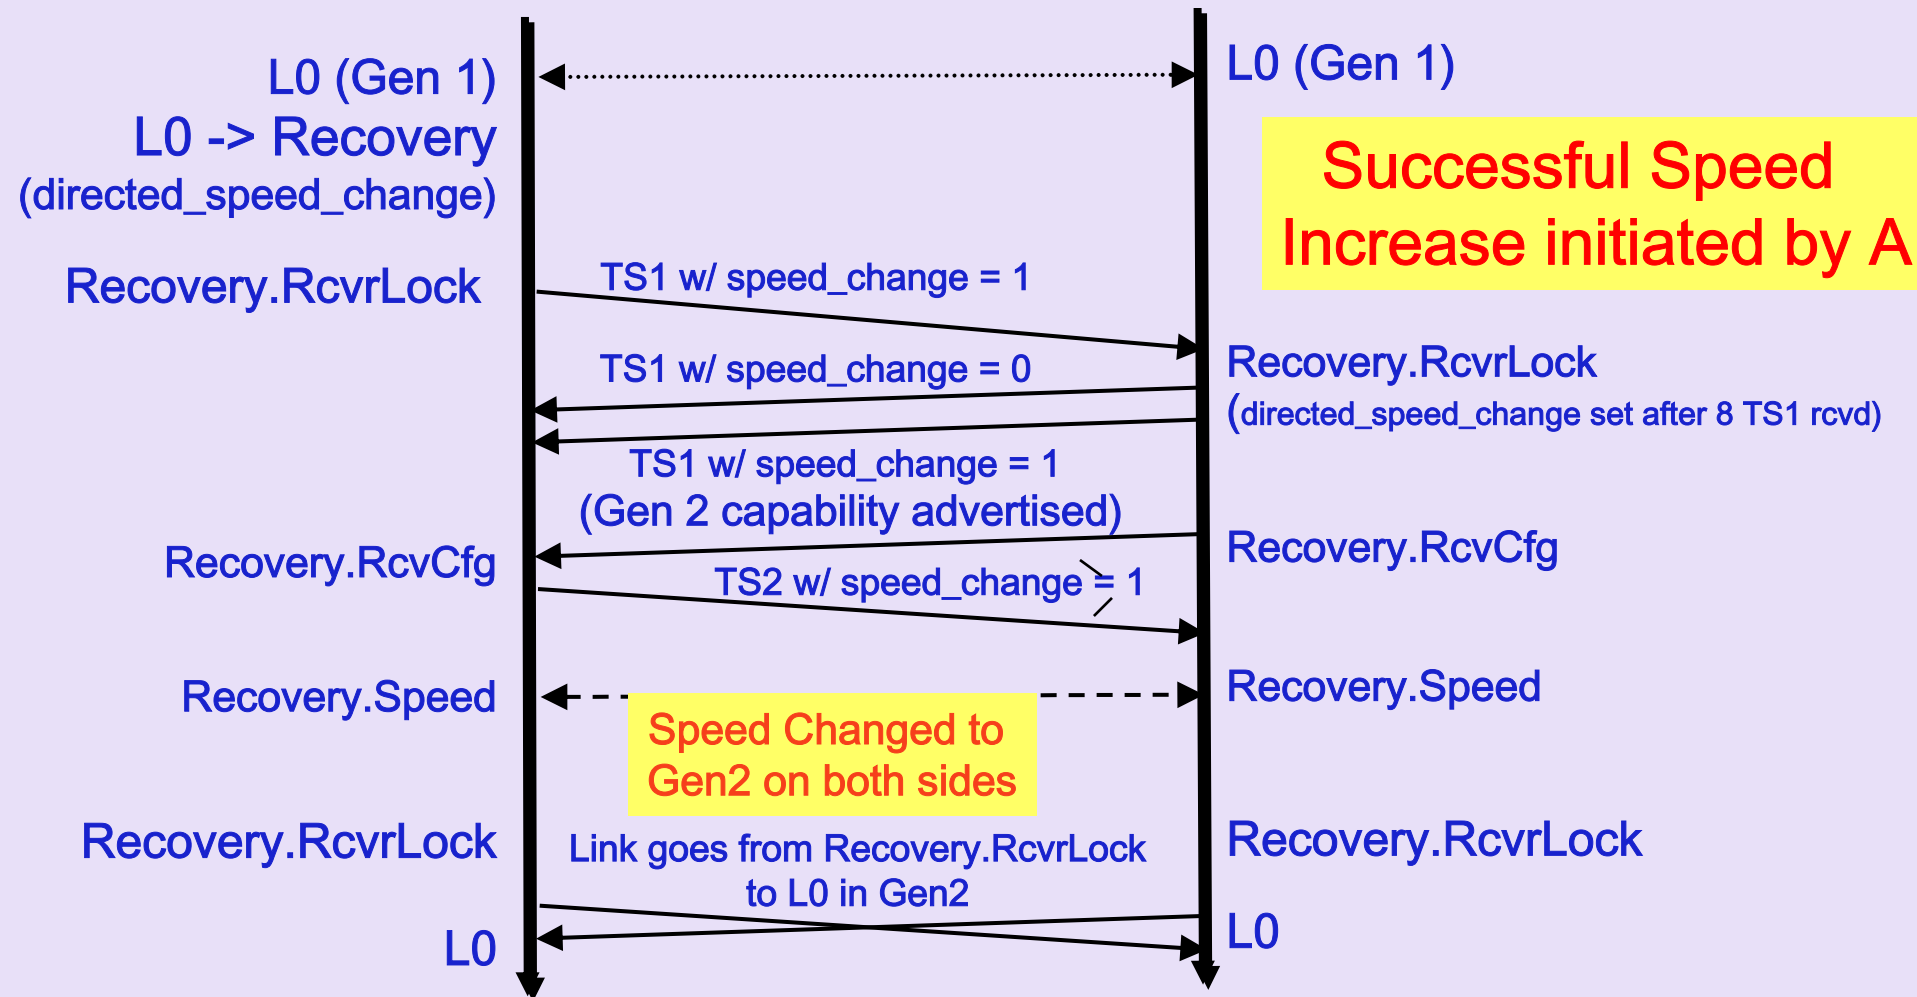 L0 (Gen 1)
L0 (Gen 1)
L0 -> Recovery
(directed_speed_change)
Successful Speed
Increase initiated by A
Recovery.RcvrLock
TS1 w/ speed_change = 1
TS1 w/ speed_change = 0
Recovery.RcvrLock
(directed_speed_change set after 8 TS1 rcvd)
TS1 w/ speed_change = 1
(Gen 2 capability advertised)
Recovery.RcvCfg
Recovery.RcvCfg
TS2 w/ speed_change = 1
Recovery.Speed
Recovery.Speed
Speed Changed to
Gen2 on both sides
Recovery.RcvrLock
Link goes from Recovery.RcvrLock
to L0 in Gen2
Recovery.RcvrLock
L0
L0